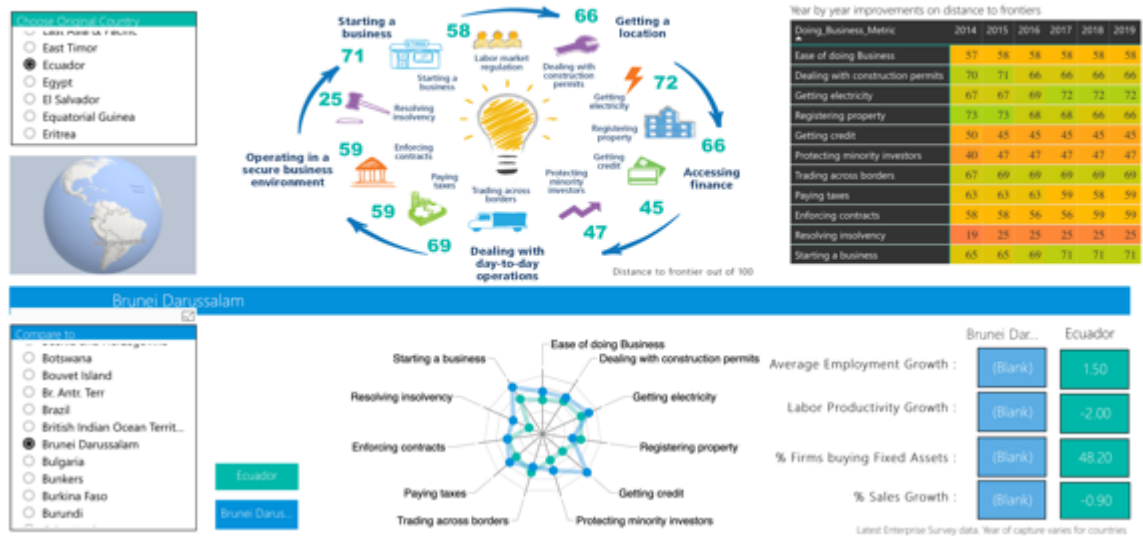 Choose Original Country
East Timor
Ecuador
Egypt
El Salvador
Equatorial Guinea
Eritrea
Starting a
business
71
58
Labor market
regulation
66
Getting a
location
Dealing with
construction
permits
Starting a
business
25
Resolving
insolvency
Getting
electricity
72
Registering
property
66
59
Enforcing
contracts
Operating in a
secure business
environment
Getting
credit
Accessing
finance
Paying
taxes
59
Trading across
borders
Protecting
minority
investors
45
69
47
Dealing with
day-to-day
operations
Distance to frontier out of 100
Year by year improvements on distance to frontiers
Doing_Business_Metric 2014 2015 2016 2017 2018 2019
Ease of doing Business 57 58 58 58 58 58
Dealing with construction permits 70 71 66 66 66 66
Getting electricity 67 67 69 72 72 72
Registering property 73 73 68 68 66 66
Getting credit 50 45 45 45 45 45
Protecting minority investors 40 47 47 47 47 47
Trading across borders 67 69 69 69 69 69
Paying taxes 63 63 63 59 58 59
Enforcing contracts 58 58 56 56 59 59
Resolving insolvency 19 25 25 25 25 25
Starting a business 65 65 69 71 71 71
Brunei Darussalam
Compare to
Botswana
Bouvet Island
Br. Antr. Terr
Brazil
British Indian Ocean Territ...
Brunei Darussalam
Bulgaria
Bunkers
Burkina Faso
Burundi
Ecuador
Brunei Darus...
Ease of doing Business
Starting a business
Dealing with construction permits
Resolving insolvency
Getting electricity
Enforcing contracts
Registering property
Paying taxes
Getting credit
Trading across borders
Protecting minority investors
Brunei Dar... Ecuador
Average Employment Growth : (Blank) 1.50
Labor Productivity Growth : (Blank) -2.00
% Firms buying Fixed Assets : (Blank) 48.20
% Sales Growth : (Blank) -0.90
Latest Enterprise Survey data. Year of capture varies for countries